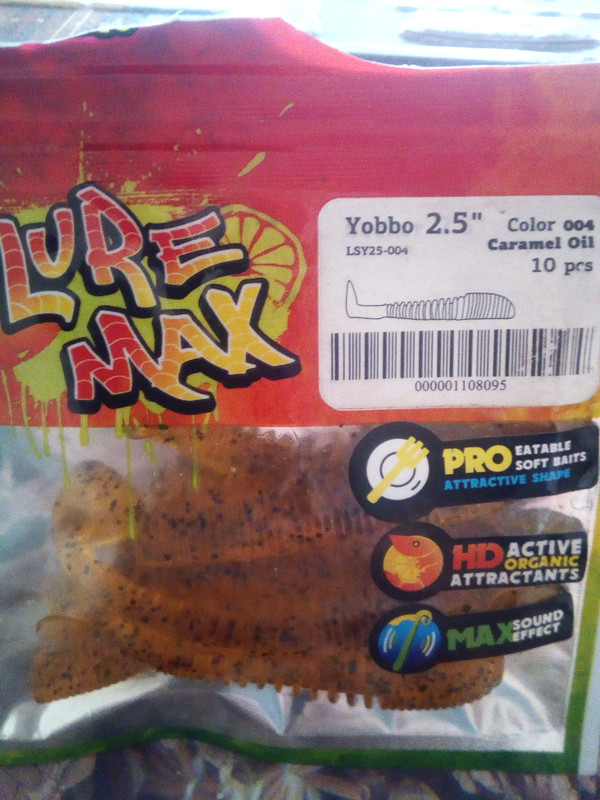 LURE
MAX
Yobbo 2.5" Color 004
LSY25-004 Caramel Oil
10 pcs
000001108095
PRO EATABLE
SOFT BAITS
ATTRACTIVE SHAPE
HD ACTIVE
ORGANIC
ATTRACTANTS
MAX SOUND
EFFECT